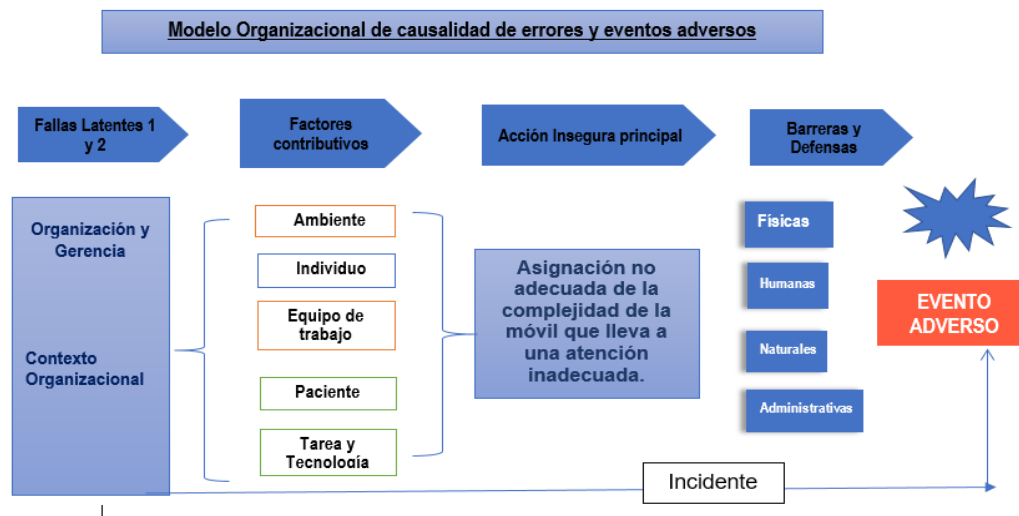 Modelo Organizacional de causalidad de errores y eventos adversos
Fallas Latentes 1
y 2
Factores
contributivos
Acción Insegura principal
Barreras y
Defensas
Organización y
Gerencia
Contexto
Organizacional
Ambiente
Individuo
Equipo de
trabajo
Paciente
Tarea y
Tecnología
Asignación no
adecuada de la
complejidad de la
móvil que lleva a
una atención
inadecuada.
Físicas
Humanas
Naturales
Administrativas
EVENTO
ADVERSO
Incidente